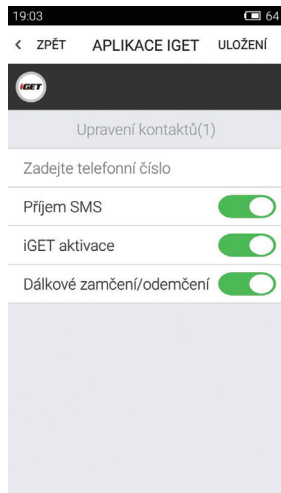 19:03 64
< ZPĚT APLIKACE IGET ULOŽENÍ
iGET
Upravení kontaktů(1)
Zadejte telefonní číslo
Příjem SMS
iGET aktivace
Dálkové zamčení/odemčení